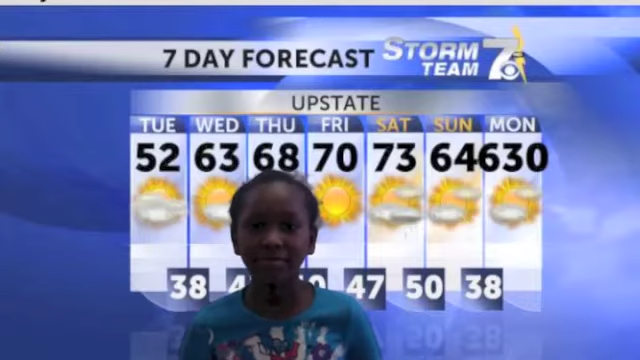 7 DAY FORECAST STORM TEAM 7
UPSTATE
TUE WED THU FRI SAT SUN MON
52 63 68 70 73 64 630
38 47 50 38